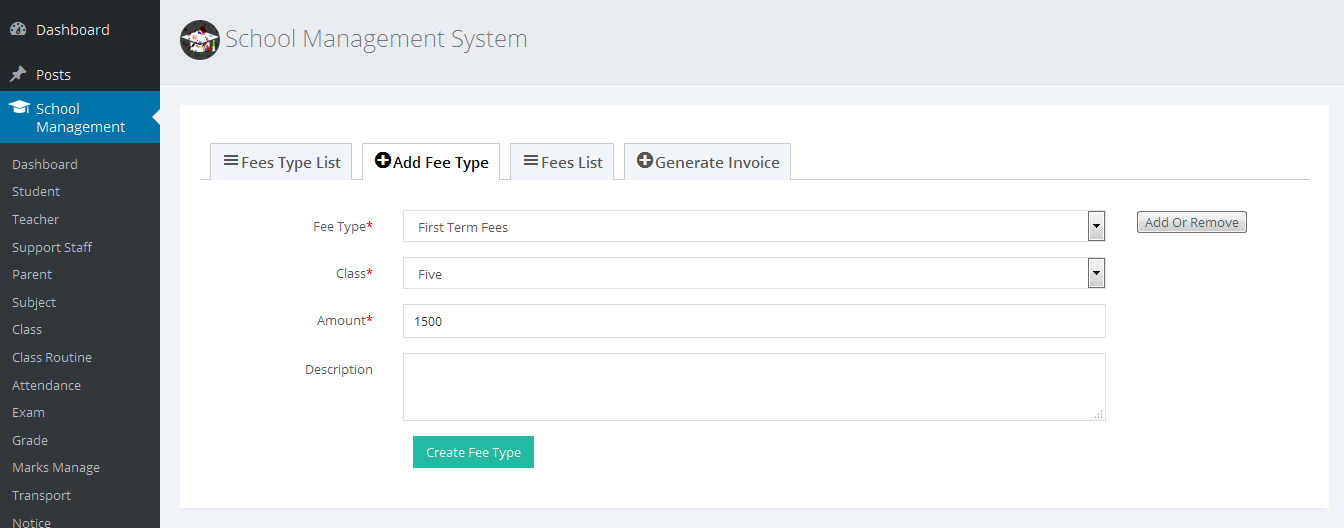 Dashboard
Posts
School
Management
Dashboard
Student
Teacher
Support Staff
Parent
Subject
Class
Class Routine
Attendance
Exam
Grade
Marks Manage
Transport
Notice
School Management System
Fees Type List
Add Fee Type
Fees List
Generate Invoice
Fee Type* First Term Fees Add Or Remove
Class* Five
Amount* 1500
Description
Create Fee Type